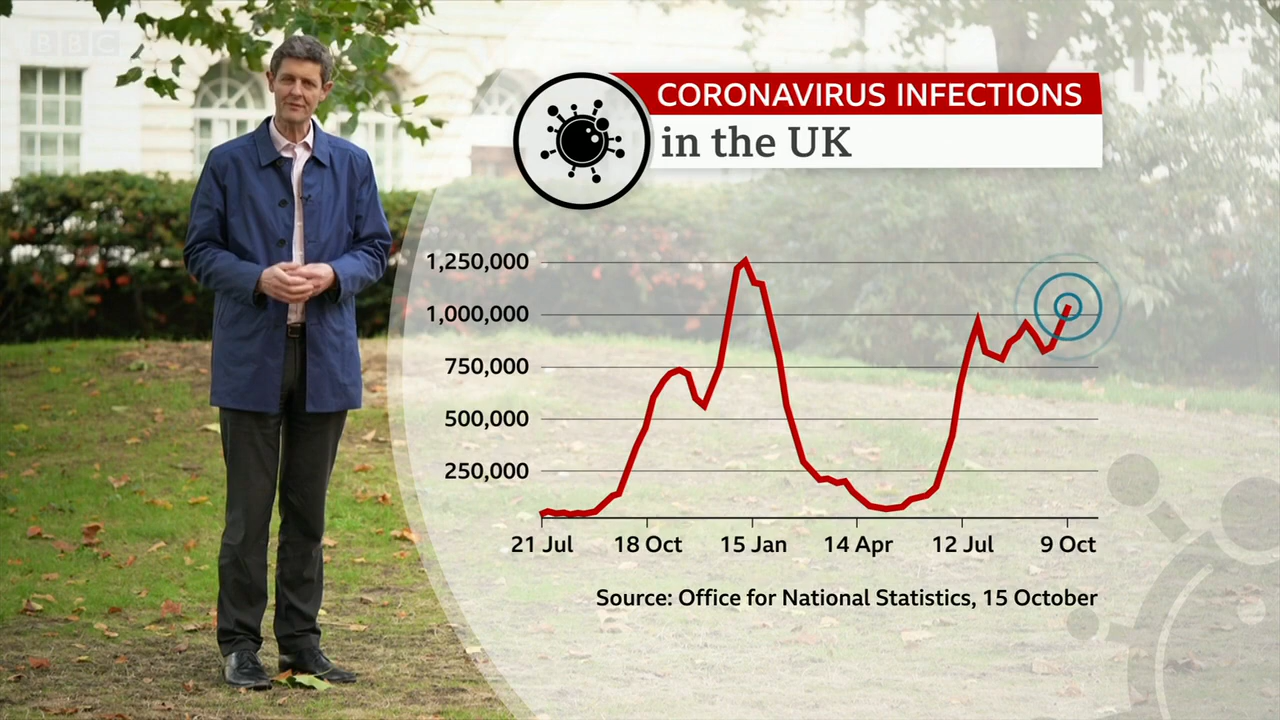 BBC
CORONAVIRUS INFECTIONS
in the UK
1,250,000
1,000,000
750,000
500,000
250,000
21 Jul 18 Oct 15 Jan 14 Apr 12 Jul 9 Oct
Source: Office for National Statistics, 15 October